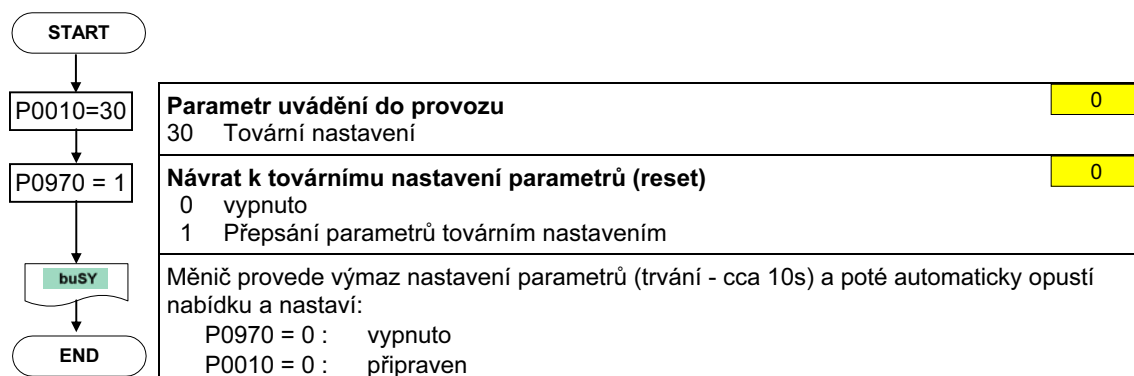 START
P0010=30
Parametr uvádění do provozu
0
30 Tovární nastavení
P0970 = 1
Návrat k továrnímu nastavení parametrů (reset)
0
0 vypnuto
1 Přepsání parametrů továrním nastavením
buSY
Měnič provede výmaz nastavení parametrů (trvání - cca 10s) a poté automaticky opustí
nabídku a nastaví:
P0970 = 0 : vypnuto
END
P0010 = 0 : připraven